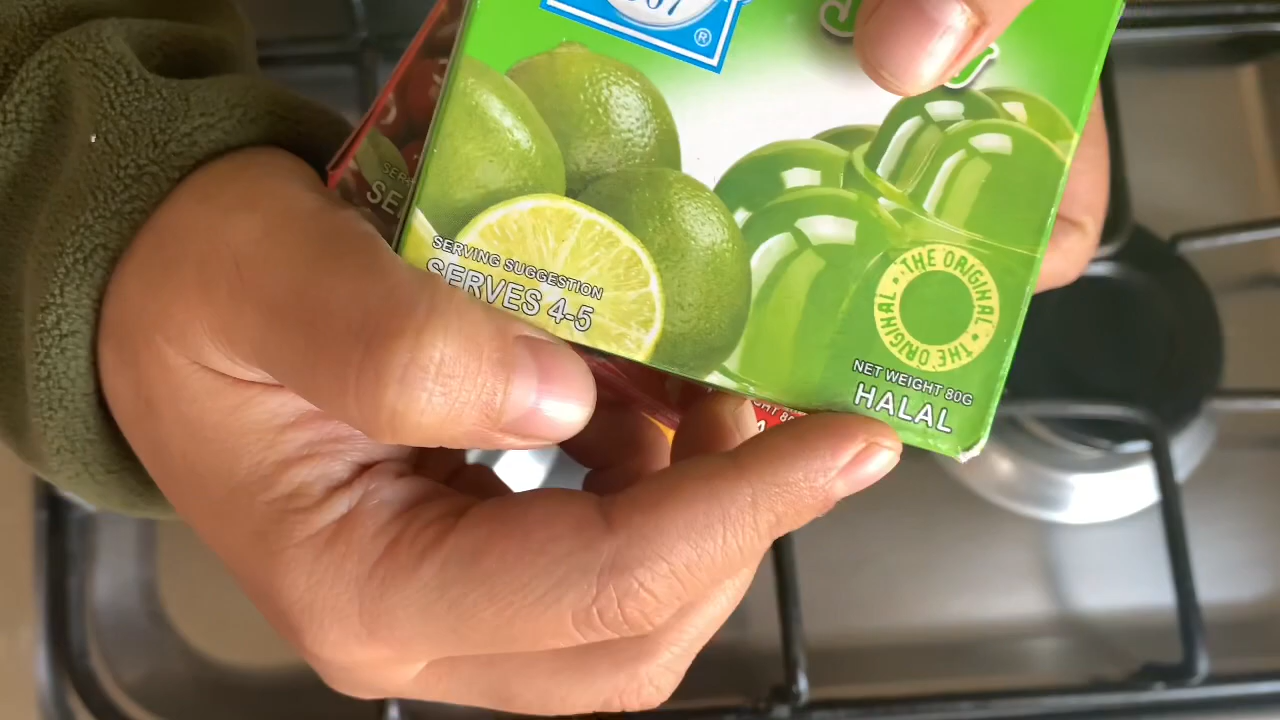 ®
SERVING SUGGESTION
SERVES 4-5
THE ORIGINAL • THE ORIGINAL •
NET WEIGHT 80G
HALAL